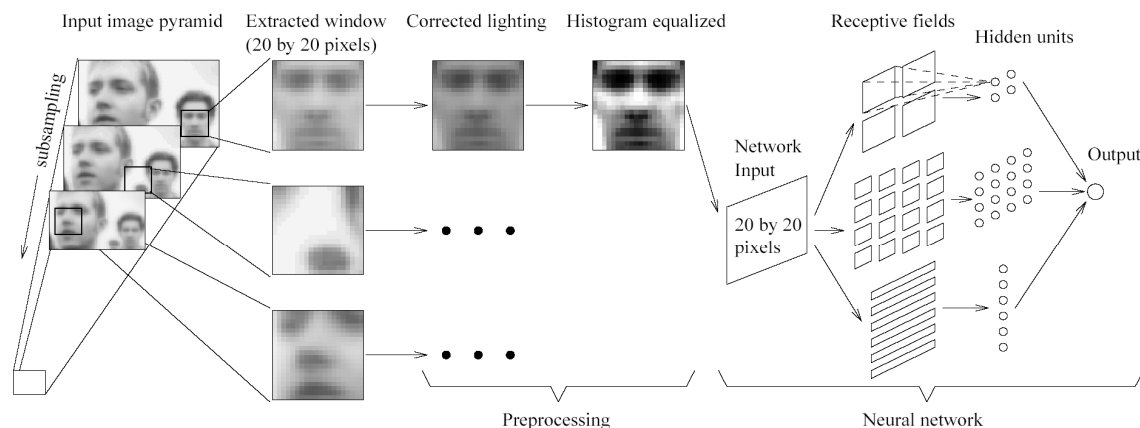 Input image pyramid
Extracted window
(20 by 20 pixels)
Corrected lighting
Histogram equalized
Receptive fields
Hidden units
subsampling
Network
Input
20 by 20
pixels
Output
Preprocessing
Neural network